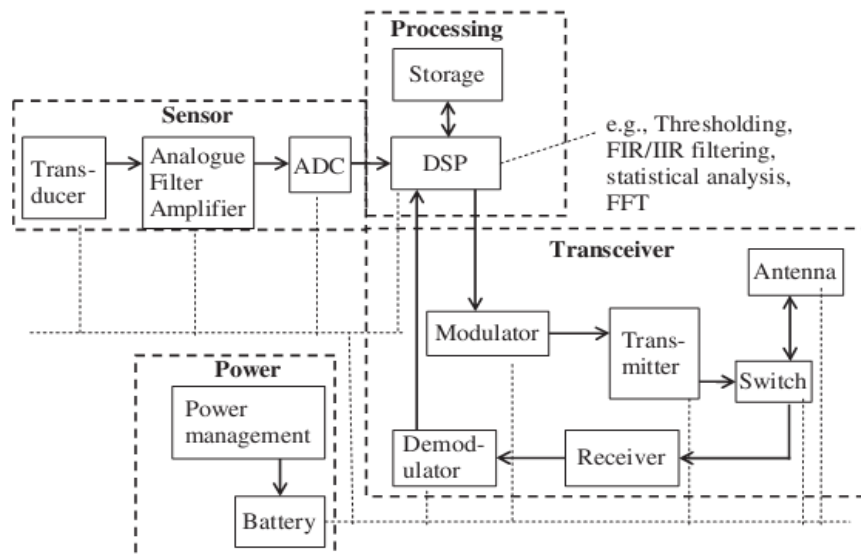 Processing
Storage
Sensor
Trans-
ducer
Analogue
Filter
Amplifier
ADC
DSP
e.g., Thresholding,
FIR/IIR filtering,
statistical analysis,
FFT
Transceiver
Antenna
Modulator
Trans-
mitter
Switch
Power
Power
management
Demod-
ulator
Receiver
Battery